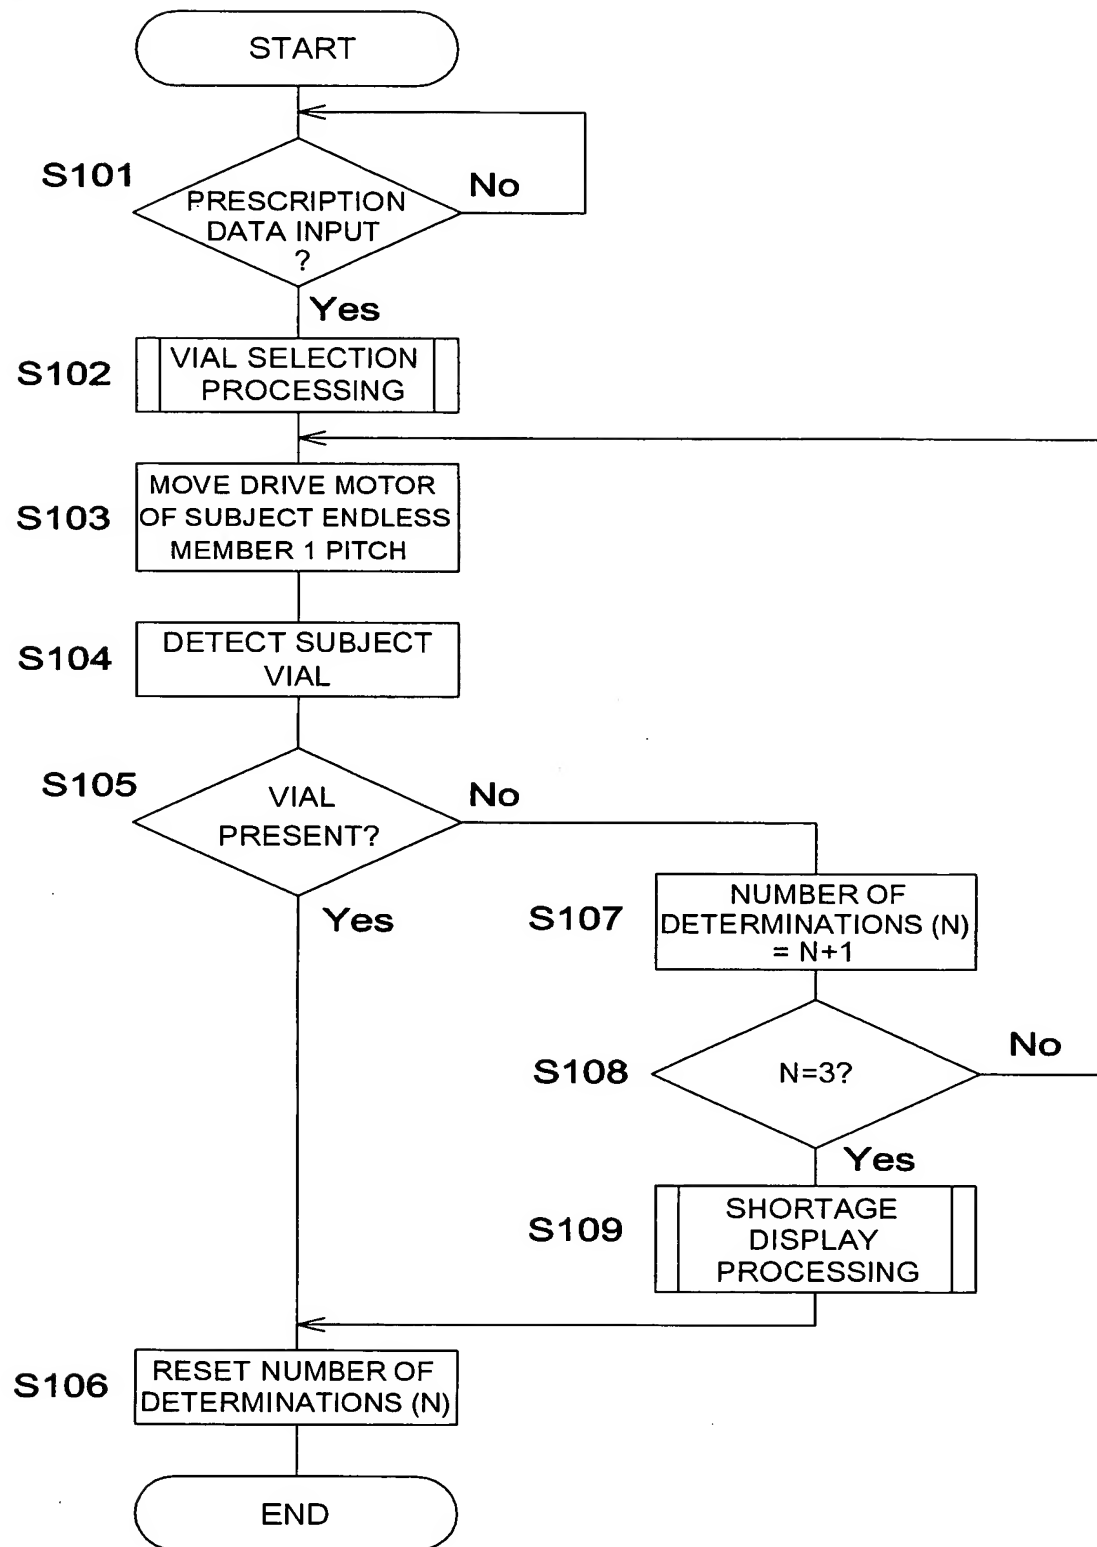 START
S101
PRESCRIPTION
DATA INPUT
?
No
Yes
S102
VIAL SELECTION
PROCESSING
S103
MOVE DRIVE MOTOR
OF SUBJECT ENDLESS
MEMBER 1 PITCH
S104
DETECT SUBJECT
VIAL
S105
VIAL
PRESENT?
No
Yes
S107
NUMBER OF
DETERMINATIONS (N)
= N+1
S108
N=3?
No
Yes
S109
SHORTAGE
DISPLAY
PROCESSING
S106
RESET NUMBER OF
DETERMINATIONS (N)
END